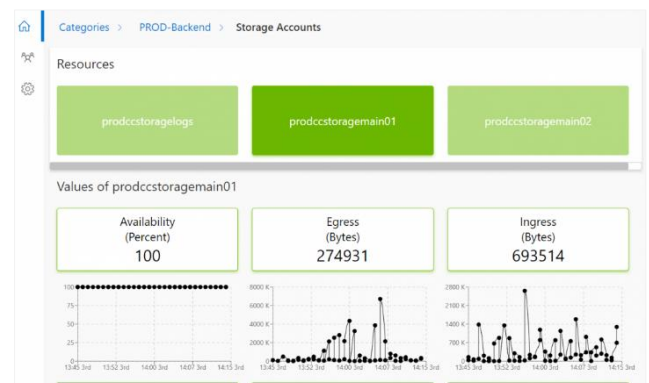 Categories > PROD-Backend > Storage Accounts
Resources
prodccstoragelogs
prodccstoragemain01
prodccstoragemain02
Values of prodccstoragemain01
Availability
(Percent)
100
Egress
(Bytes)
274931
Ingress
(Bytes)
693514
100
75
50
25
0
13:45 3rd 13:52 3rd 14:00 3rd 14:07 3rd 14:15 3rd
8000 K
6000 K
4000 K
2000 K
0
13:45 3rd 13:52 3rd 14:00 3rd 14:07 3rd 14:15 3rd
2800 K
2100 K
1400 K
700 K
0
13:45 3rd 13:52 3rd 14:00 3rd 14:07 3rd 14:15 3rd